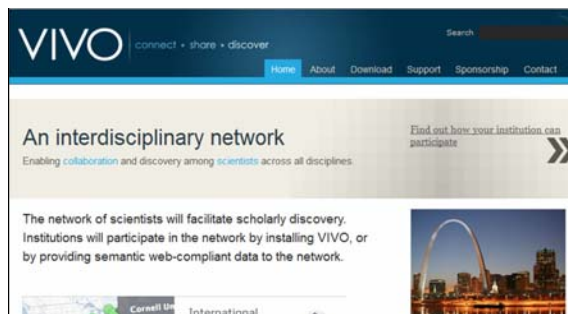 VIVO connect • share • discover
Search
Home About Download Support Sponsorship Contact
An interdisciplinary network
Enabling collaboration and discovery among scientists across all disciplines.
Find out how your institution can
participate
The network of scientists will facilitate scholarly discovery.
Institutions will participate in the network by installing VIVO, or
by providing semantic web-compliant data to the network.
Cornell Un
International